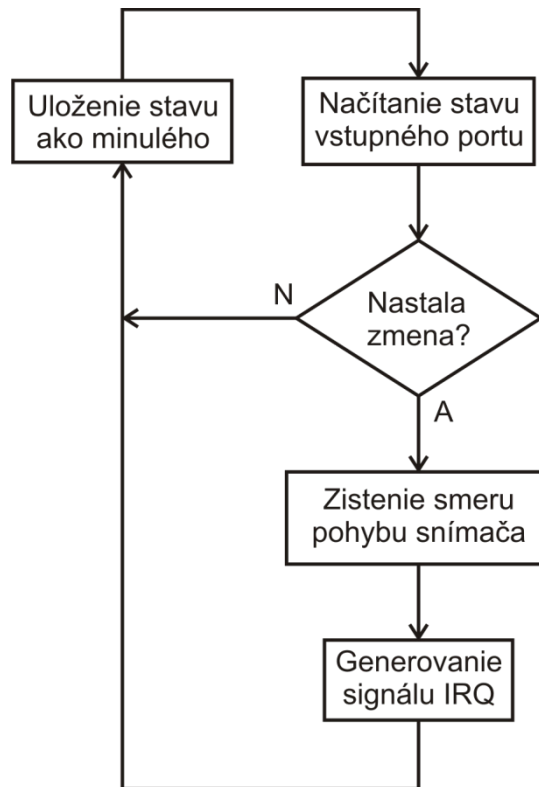 Uloženie stavu
ako minulého
Načítanie stavu
vstupného portu
N
Nastala
zmena?
A
Zistenie smeru
pohybu snímača
Generovanie
signálu IRQ